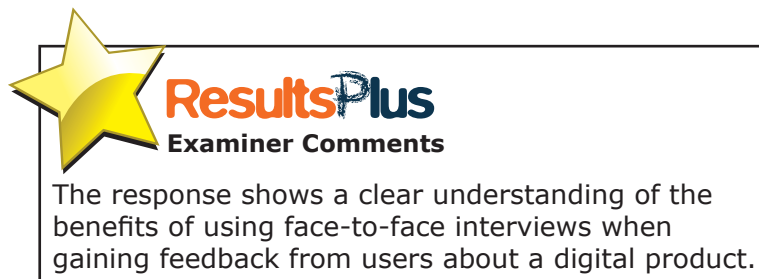 ResultsPlus
Examiner Comments
The response shows a clear understanding of the
benefits of using face-to-face interviews when
gaining feedback from users about a digital product.